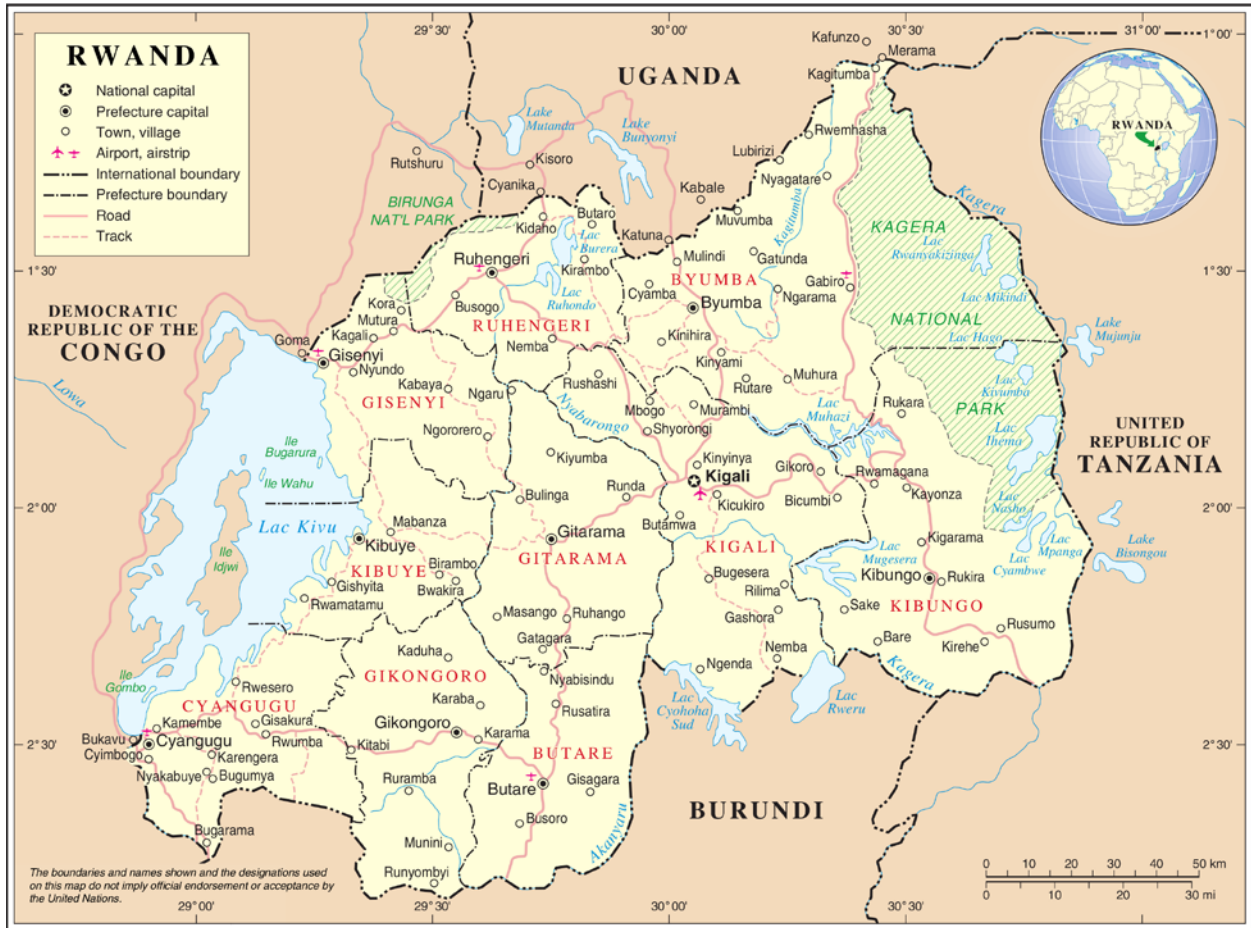 29°30'
30°00'
31°00'
1°00'
RWANDA
National capital
Prefecture capital
Town, village
Airport, airstrip
International boundary
Prefecture boundary
Road
Track
UGANDA
Kafunzo
Merama
Kagitumba
RWANDA
Lake
Mutanda
Lake
Bunyonyi
Rutshuru
Kisoro
Cyanika
Rwemhasha
Lubirizi
Nyagatare
Kabale
Muvumba
Kagitumba
Kagera
BIRUNGA
NAT'L PARK
Butaro
Kidaho
Lac
Burera
Katuna
Mulindi
Gatunda
KAGERA
Lac
Rwanyakizinga
1°30'
Ruhengeri
Kirambo
BYUMBA
Gabiro
1°30'
Lac
Ruhondo
Cyamba
Byumba
Ngarama
Lac Mikindi
Kora
Busogo
RUHENGERI
NATIONAL
DEMOCRATIC
REPUBLIC OF THE
CONGO
Mutura
Kagali
Nemba
Kinihira
Kinyami
Lac Hago
Lake
Mujunju
Goma
Gisenyi
Nyundo
Kabaya
Rushashi
Rutare
Muhura
Lac
Kivumba
Lowa
Ngaru
GISENYI
Nyabarongo
Mbogo
Murambi
Lac
Muhazi
Rukara
PARK
Shyorongi
Lac
Ihema
UNITED
REPUBLIC OF
TANZANIA
Ngororero
Ile
Bugarura
Kiyumba
Kinyinya
Kigali
Gikoro
Rwamagana
Ile Wahu
Bulinga
Runda
Kicukiro
Bicumbi
Kayonza
2°00'
Lac
Nasho
2°00'
Lac Kivu
Mabanza
Butamwa
Kibuye
Gitarama
GITARAMA
KIGALI
Kigarama
Lac
Mugesera
Lac
Cyambwe
Lac
Mpanga
Lake
Bisongou
Ile
Idjwi
KIBUYE
Birambo
Bwakira
Bugesera
Rilima
Kibungo
Rukira
Gishyita
Rwamatamu
Masango
Ruhango
Gashora
Sake
KIBUNGO
Gatagara
Nemba
Bare
Rusumo
Kirehe
Kaduha
Ngenda
Kagera
Ile
Gombo
Rwesero
GIKONGORO
Nyabisindu
Lac
Cyohoha
Sud
Lac
Rweru
CYANGUGU
Karaba
Rusatira
Kamembe
Gisakura
Gikongoro
Karama
Bukavu
Cyangugu
Rwumba
Kitabi
2°30'
2°30'
Cyimbogo
Karengera
BUTARE
Nyakabuye
Bugumya
Ruramba
Butare
Gisagara
BURUNDI
Busoro
Akanyaru
Bugarama
Munini
Runyombyi
The boundaries and names shown and the designations used
on this map do not imply official endorsement or acceptance by
the United Nations.
0 10 20 30 40 50 km
0 10 20 30 mi
29°00'
29°30'
30°00'
30°30'